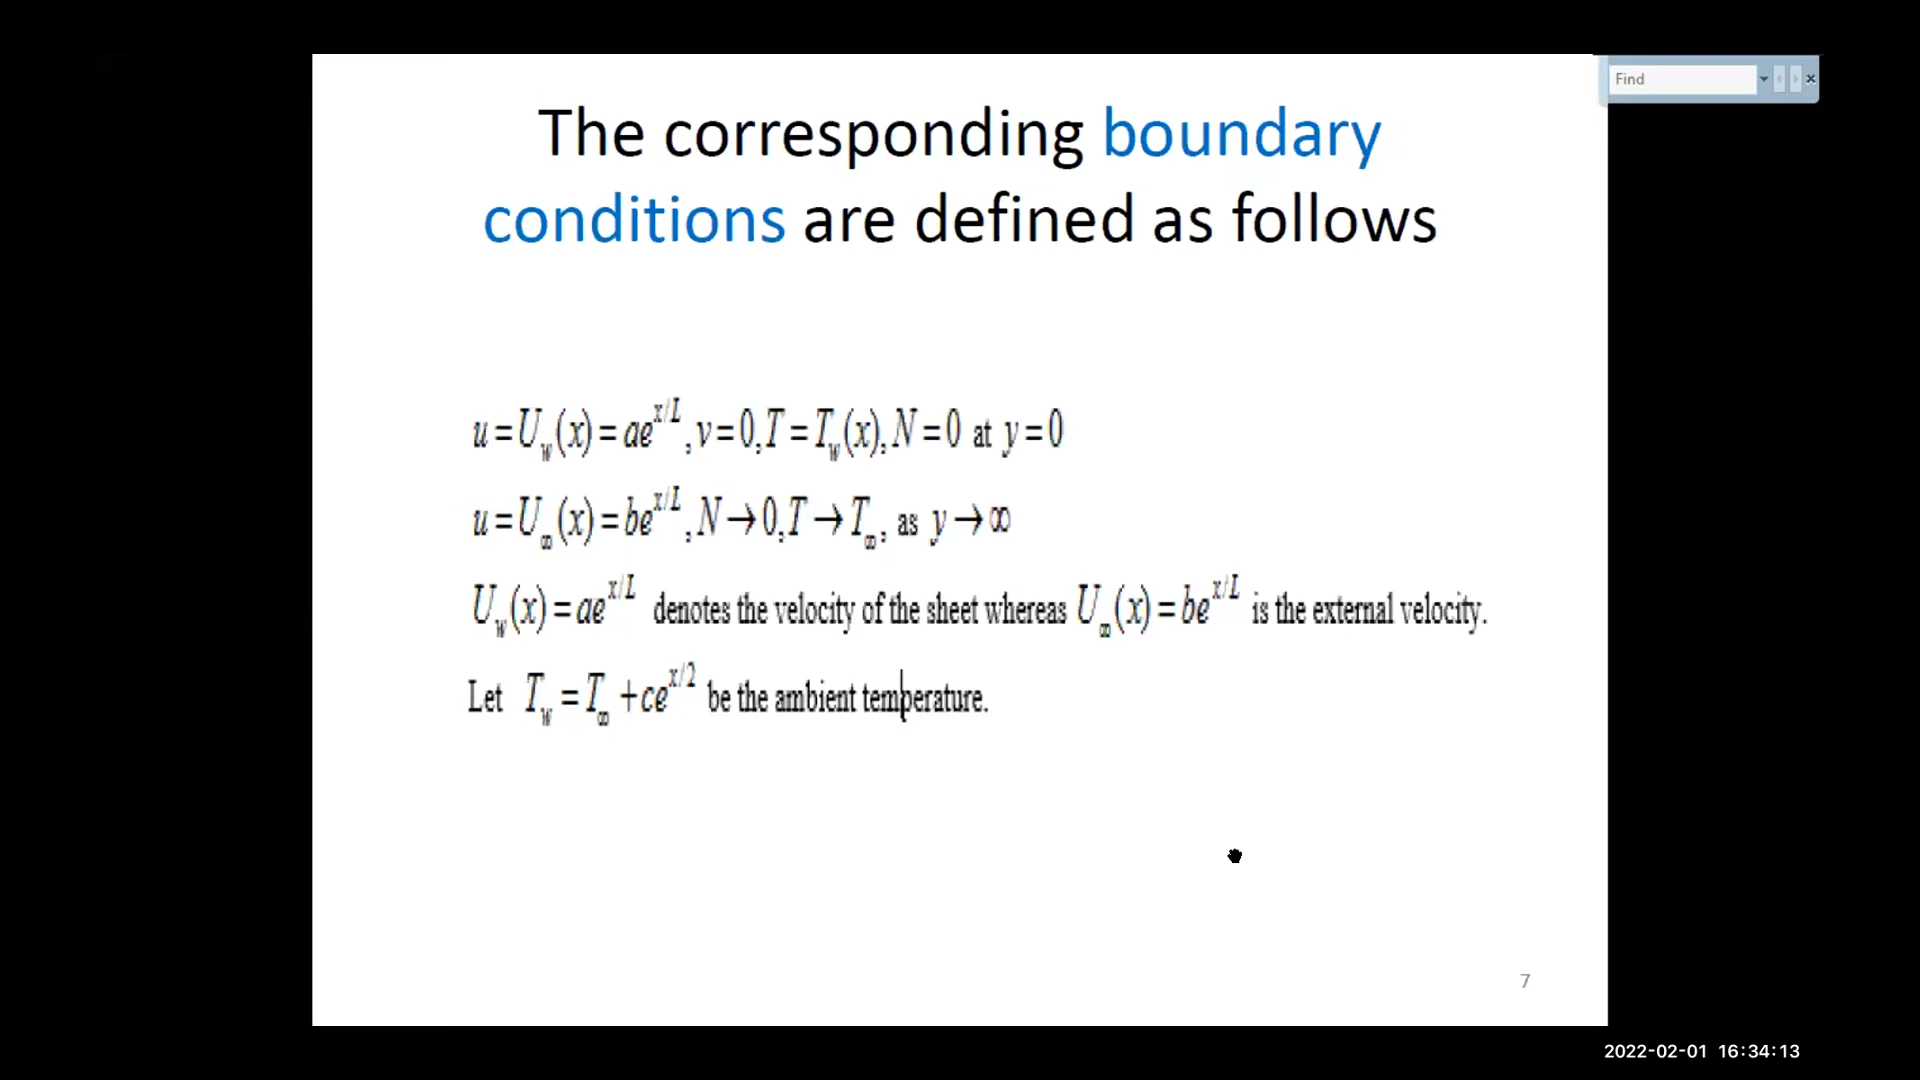 Find
The corresponding boundary
conditions are defined as follows
u = U_w(x) = ae^{x/L}, v = 0, T = T_w(x), N = 0 at y = 0
u = U_∞(x) = be^{x/L}, N → 0, T → T_∞, as y → ∞
U_w(x) = ae^{x/L} denotes the velocity of the sheet whereas U_∞(x) = be^{x/L} is the external velocity.
Let T_w = T_∞ + ce^{x/2} be the ambient temperature.
7
2022-02-01 16:34:13